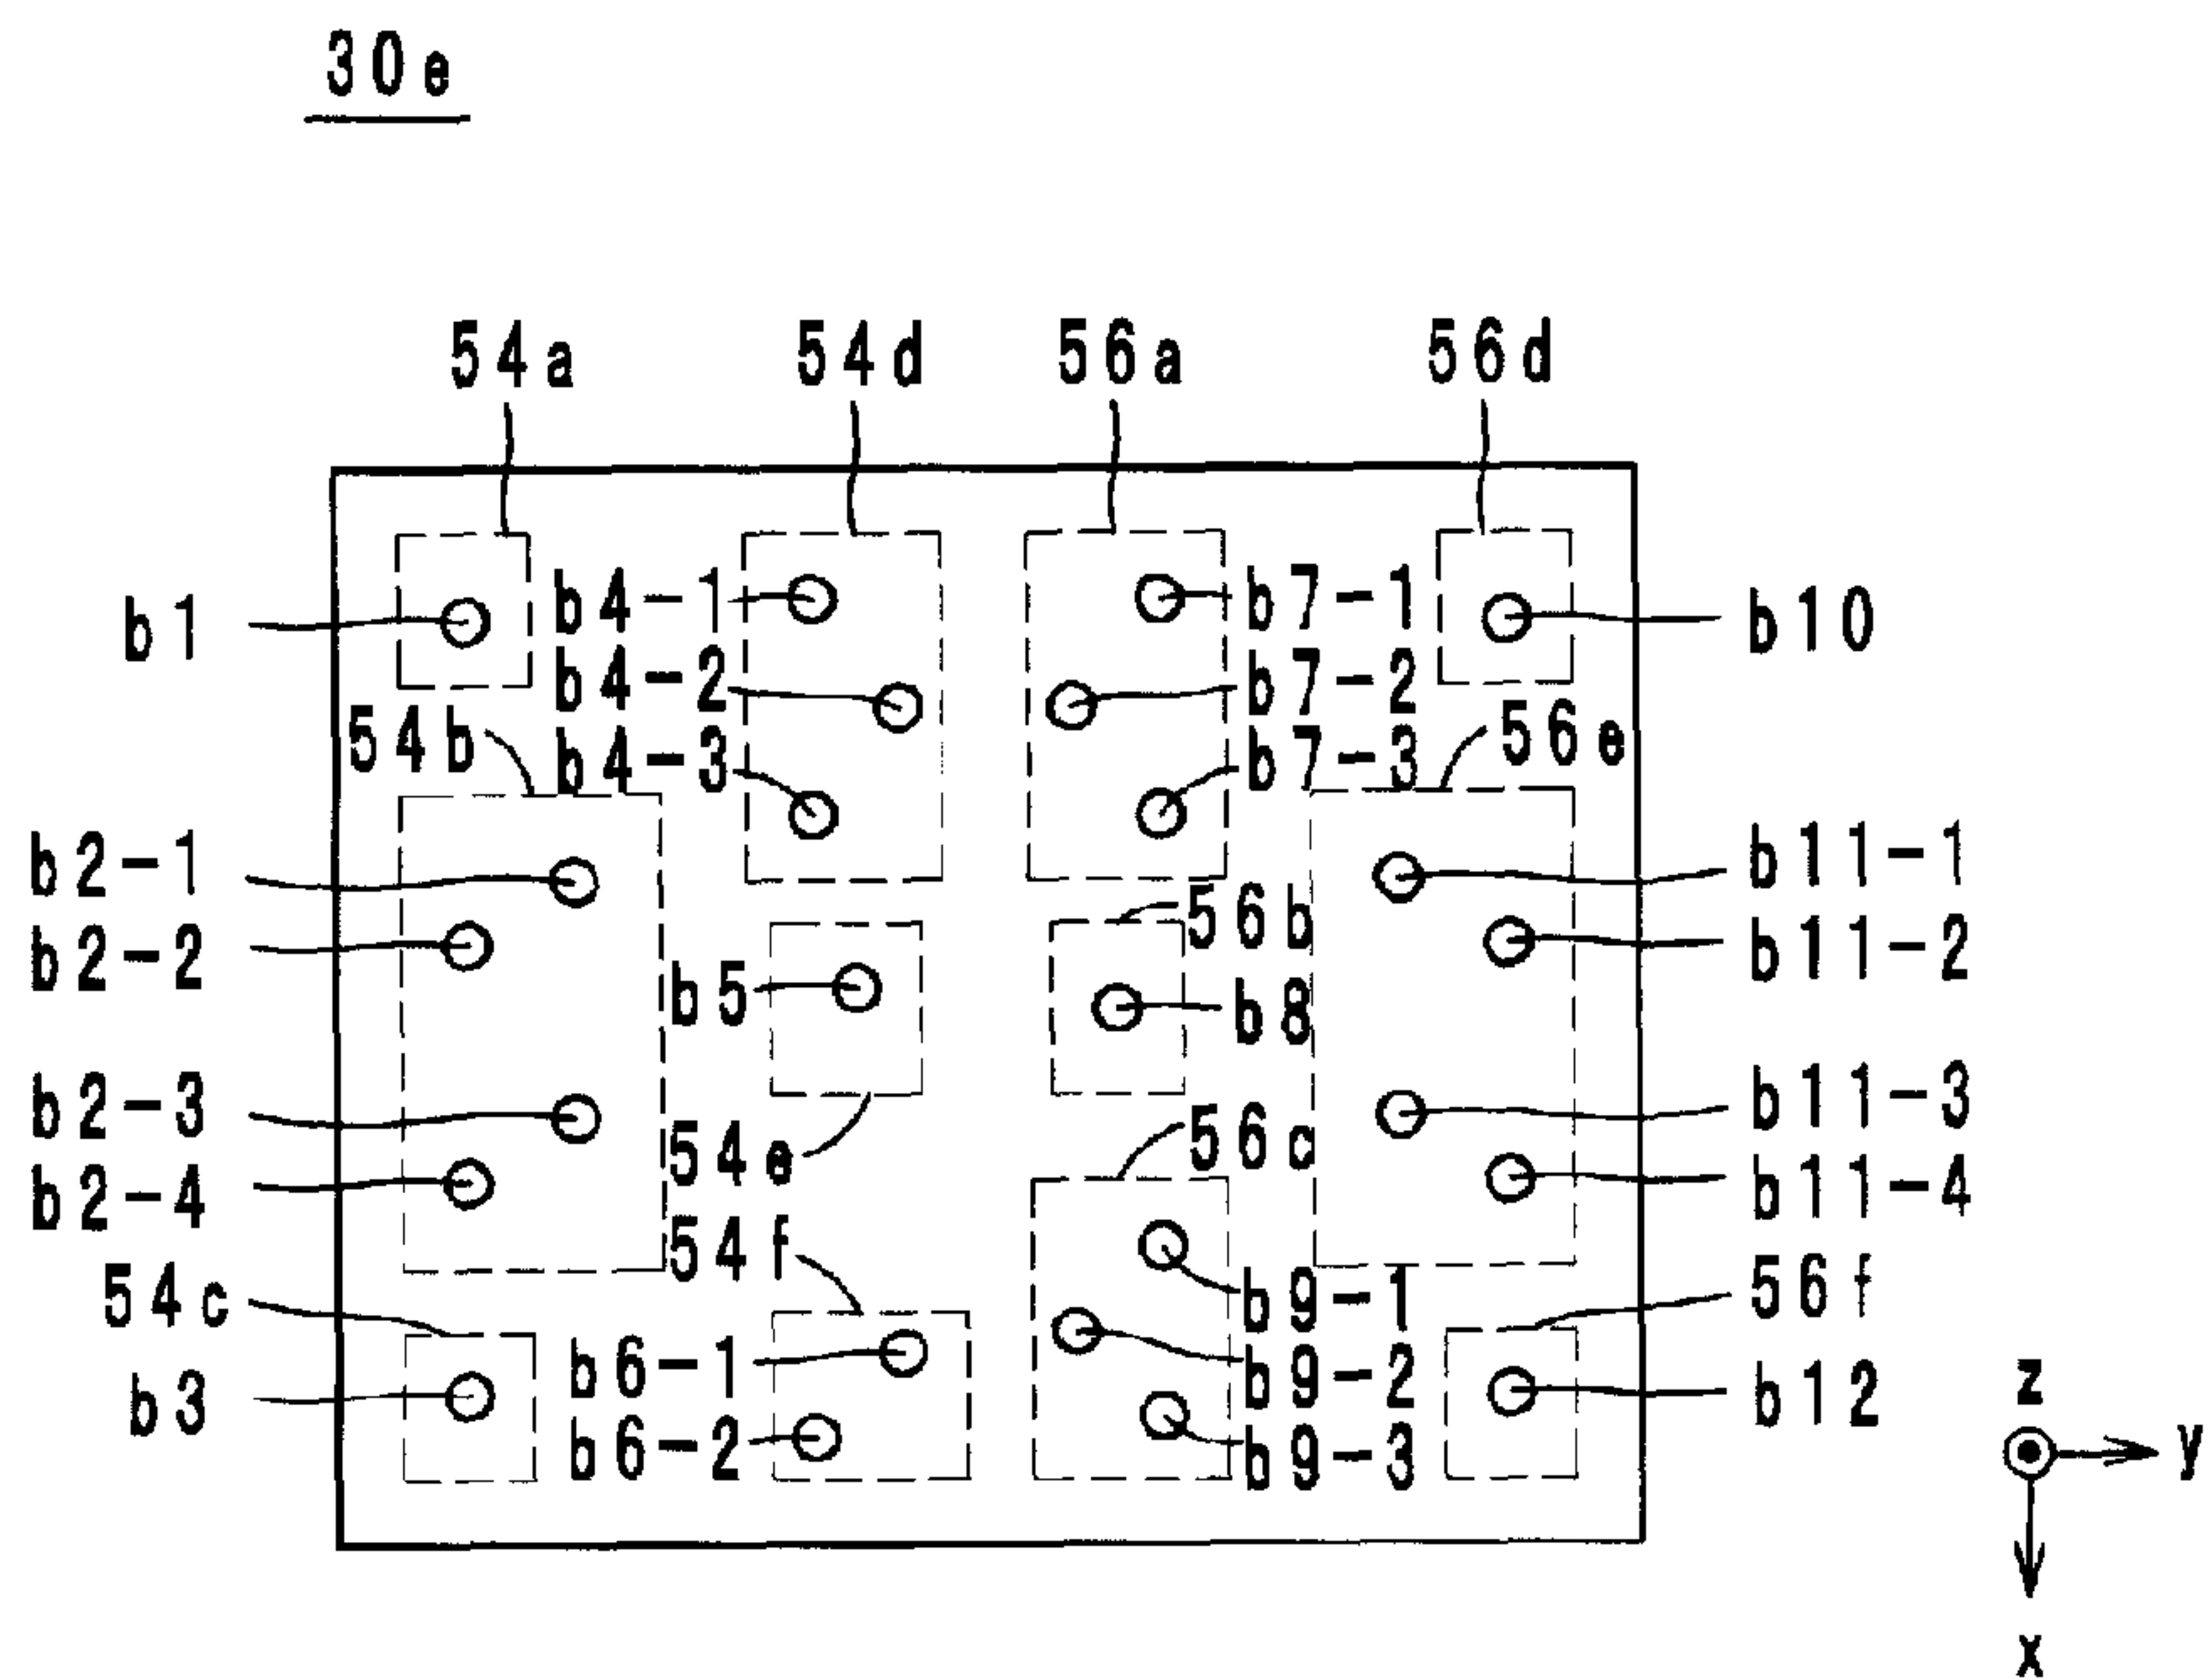 30e
54a 54d 56a 56d
b1 b4-1 b7-1 b10
b4-2 b7-2
54b b4-3 b7-3 56e
b2-1 b11-1
56b
b2-2 b11-2
b5 b8
b2-3 b11-3
54e 56c
b2-4 b11-4
54f
54c b9-1 56f
b6-1 b9-2
b3 b12
z
b6-2 b9-3 y
x